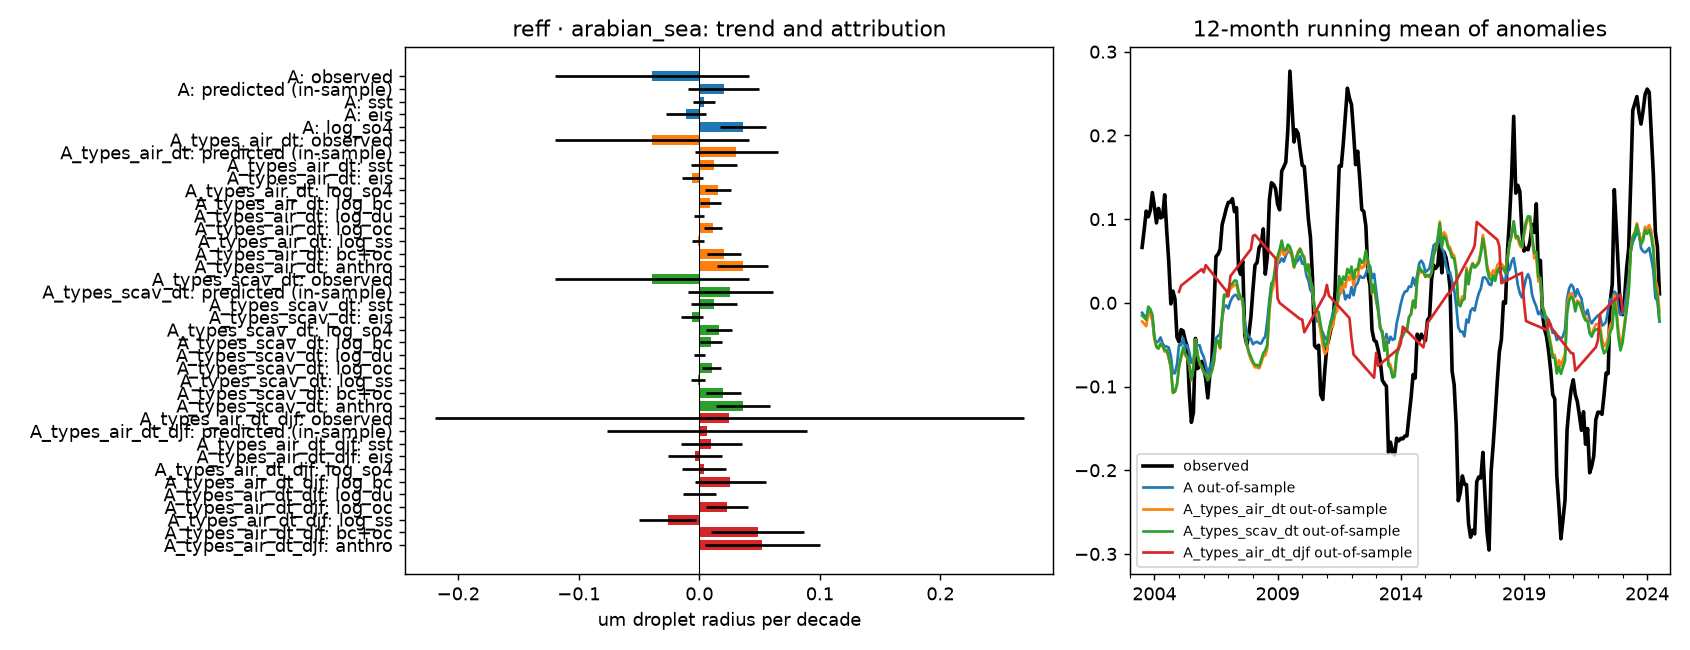 reff · arabian_sea: trend and attribution
A: observed
A: predicted (in-sample)
A: sst
A: eis
A: log_so4
A_types_air_dt: observed
A_types_air_dt: predicted (in-sample)
A_types_air_dt: sst
A_types_air_dt: eis
A_types_air_dt: log_so4
A_types_air_dt: log_bc
A_types_air_dt: log_du
A_types_air_dt: log_oc
A_types_air_dt: log_ss
A_types_air_dt: bc+oc
A_types_air_dt: anthro
A_types_scav_dt: observed
A_types_scav_dt: predicted (in-sample)
A_types_scav_dt: sst
A_types_scav_dt: eis
A_types_scav_dt: log_so4
A_types_scav_dt: log_bc
A_types_scav_dt: log_du
A_types_scav_dt: log_oc
A_types_scav_dt: log_ss
A_types_scav_dt: bc+oc
A_types_scav_dt: anthro
A_types_air_dt_djf: observed
A_types_air_dt_djf: predicted (in-sample)
A_types_air_dt_djf: sst
A_types_air_dt_djf: eis
A_types_air_dt_djf: log_so4
A_types_air_dt_djf: log_bc
A_types_air_dt_djf: log_du
A_types_air_dt_djf: log_oc
A_types_air_dt_djf: log_ss
A_types_air_dt_djf: bc+oc
A_types_air_dt_djf: anthro
−0.2 −0.1 0.0 0.1 0.2
um droplet radius per decade
12-month running mean of anomalies
0.3
0.2
0.1
0.0
−0.1
−0.2
−0.3
observed
A out-of-sample
A_types_air_dt out-of-sample
A_types_scav_dt out-of-sample
A_types_air_dt_djf out-of-sample
2004 2009 2014 2019 2024